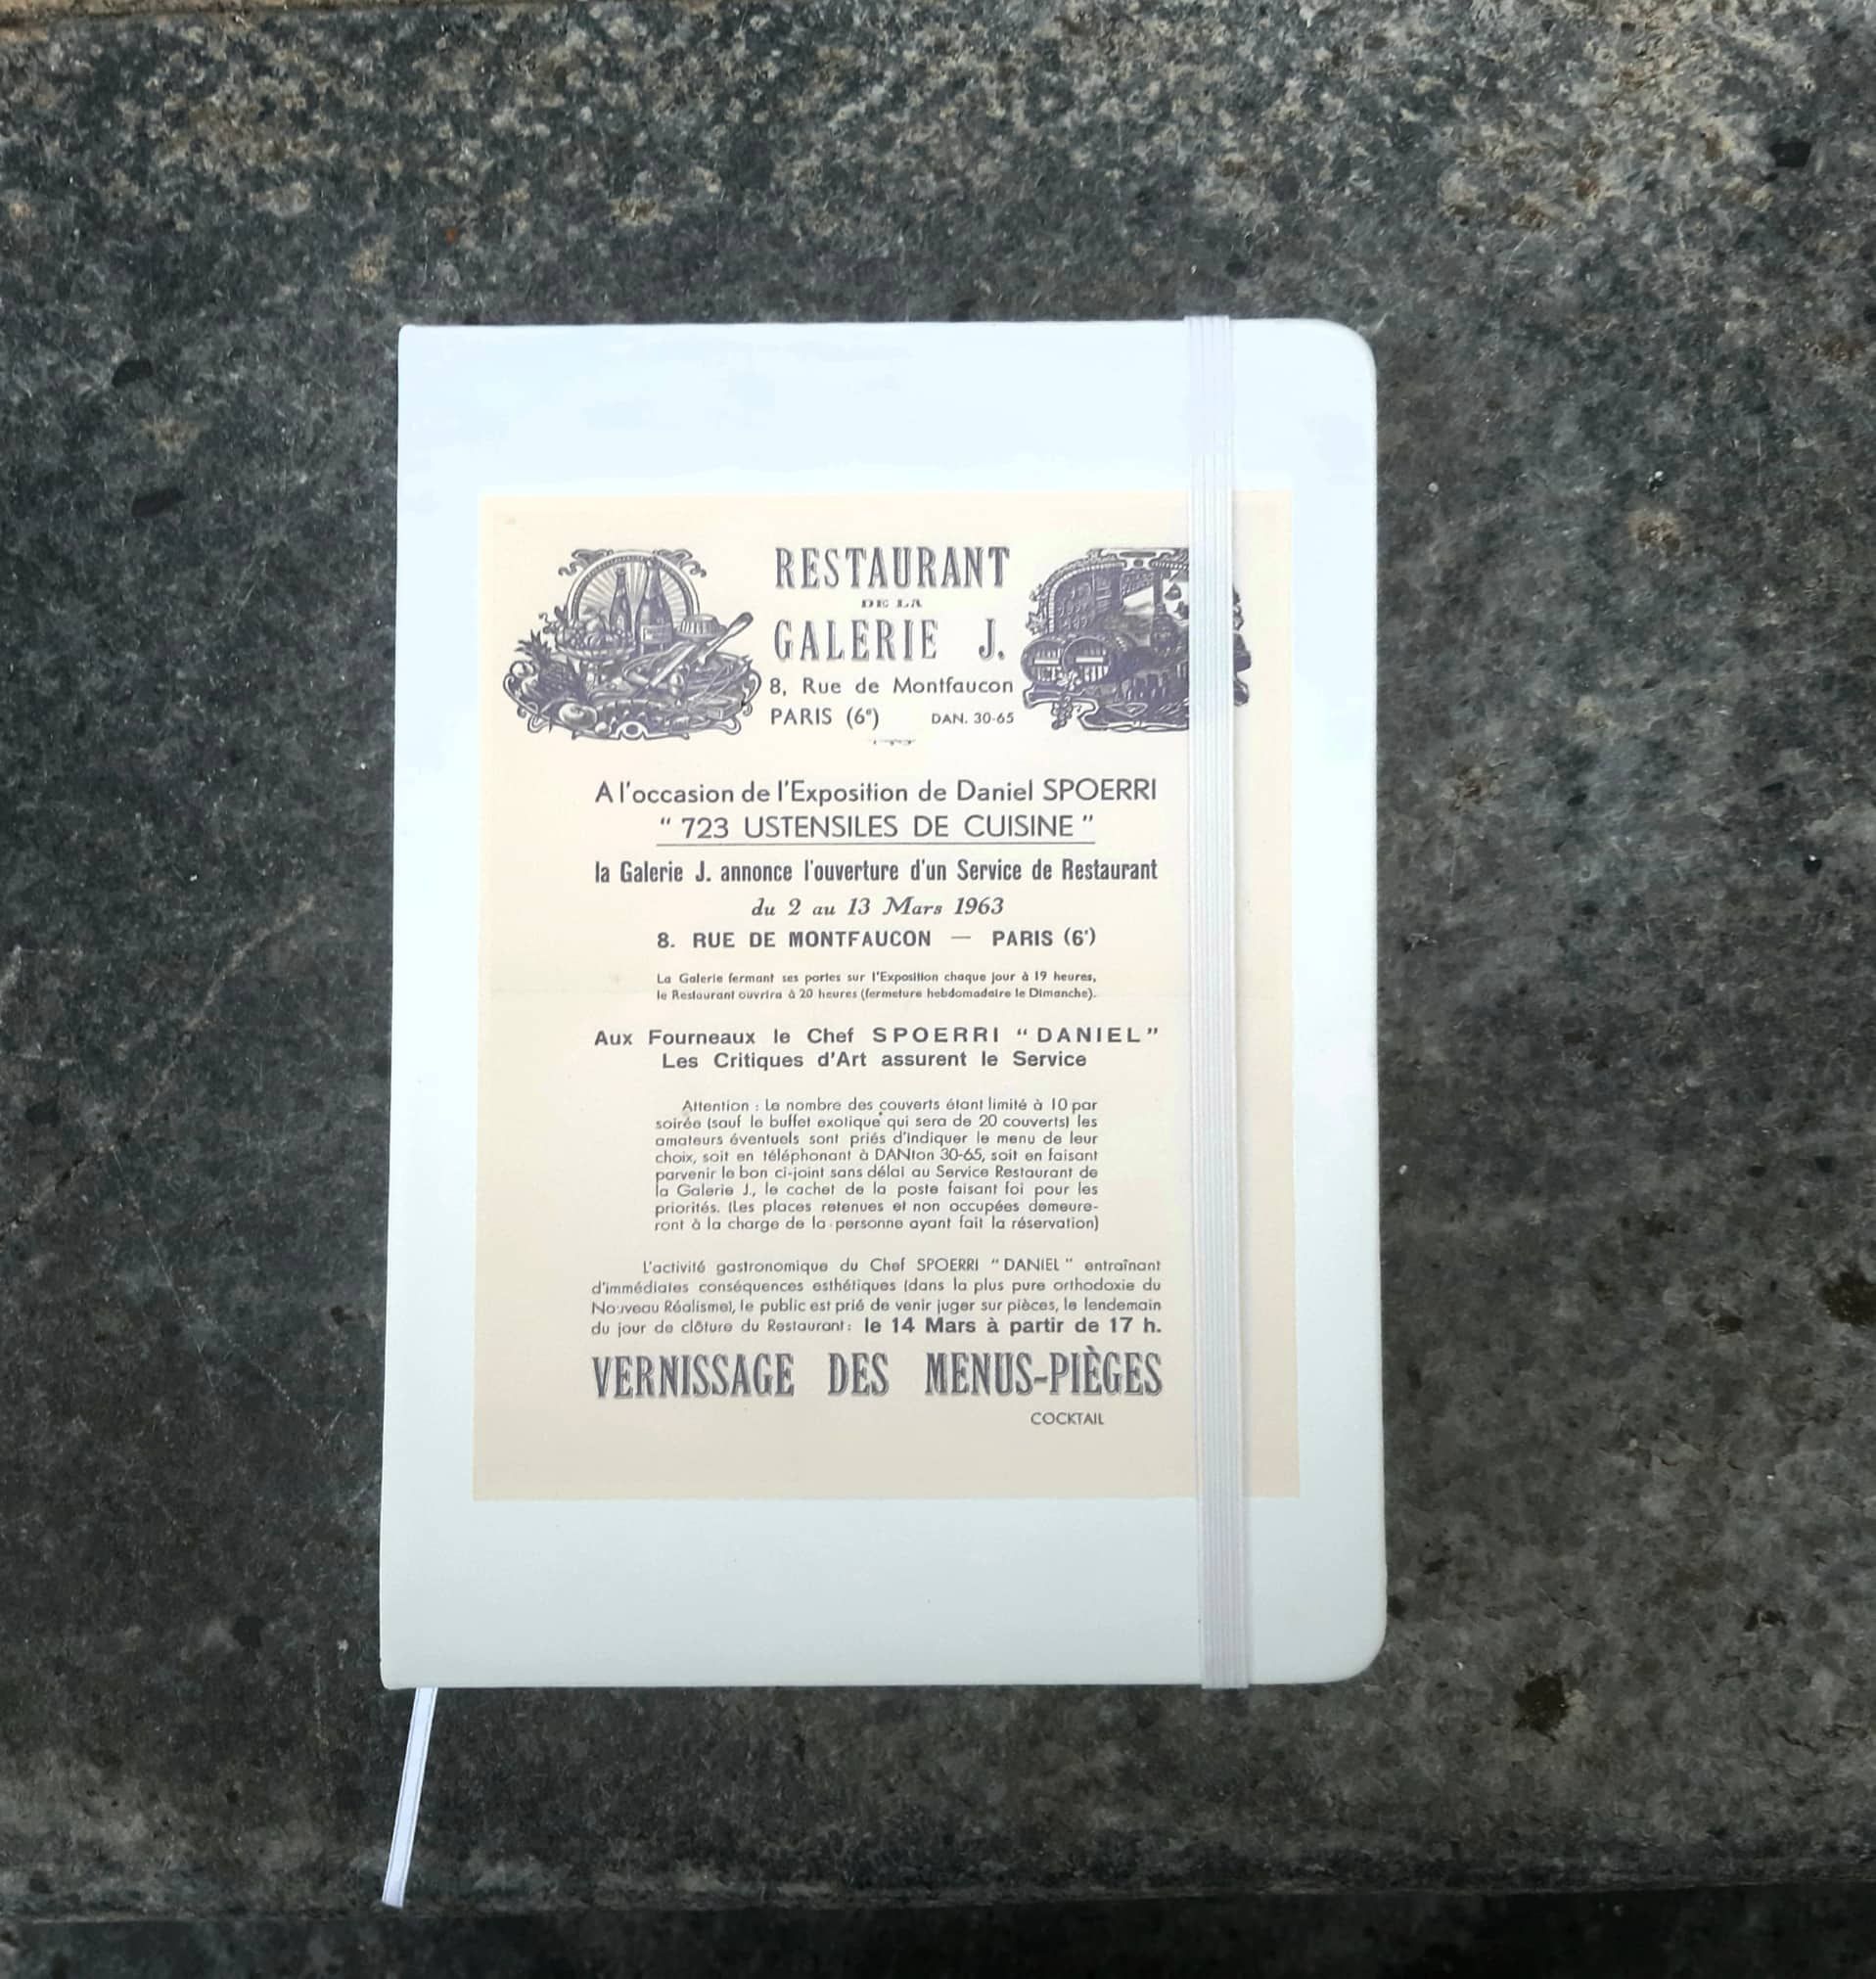 RESTAURANT
DE LA
GALERIE J.
8, Rue de Montfaucon
PARIS (6e) DAN. 30-65
A l'occasion de l'Exposition de Daniel SPOERRI
" 723 USTENSILES DE CUISINE "
la Galerie J. annonce l'ouverture d'un Service de Restaurant
du 2 au 13 Mars 1963
8. RUE DE MONTFAUCON — PARIS (6e)
La Galerie fermant ses portes sur l'Exposition chaque jour à 19 heures,
le Restaurant ouvrira à 20 heures (fermeture hebdomadaire le Dimanche).
Aux Fourneaux le Chef SPOERRI " DANIEL "
Les Critiques d'Art assurent le Service
Attention : Le nombre des couverts étant limité à 10 par
soirée (sauf le buffet exotique qui sera de 20 couverts) les
amateurs éventuels sont priés d'indiquer le menu de leur
choix, soit en téléphonant à DANton 30-65, soit en faisant
parvenir le bon ci-joint sans délai au Service Restaurant de
la Galerie J., le cachet de la poste faisant foi pour les
priorités. (Les places retenues et non occupées demeure-
ront à la charge de la personne ayant fait la réservation)
L'activité gastronomique du Chef SPOERRI " DANIEL " entraînant
d'immédiates conséquences esthétiques (dans la plus pure orthodoxie du
Nouveau Réalisme), le public est prié de venir juger sur pièces, le lendemain
du jour de clôture du Restaurant : le 14 Mars à partir de 17 h.
VERNISSAGE DES MENUS-PIÈGES
COCKTAIL